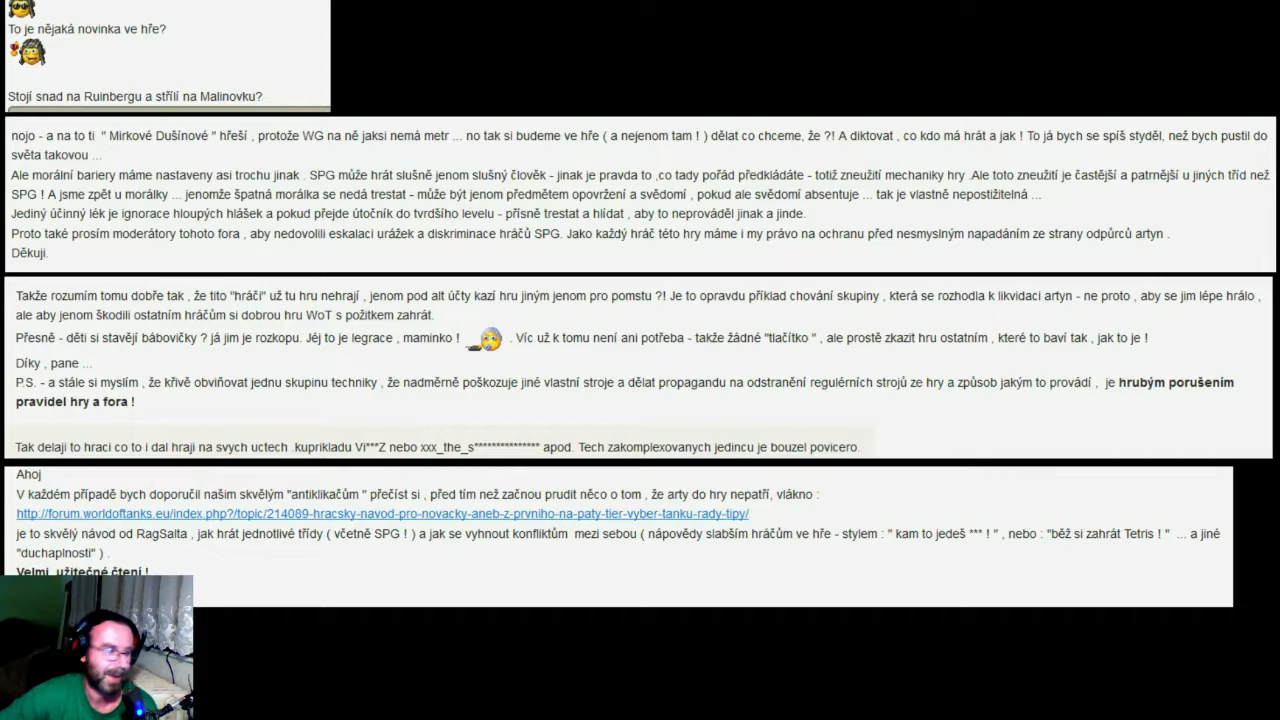 To je nějaká novinka ve hře?
Stojí snad na Ruinbergu a střílí na Malinovku?
nojo - a na to ti " Mirkové Dušínové " hřeší , protože WG na ně jaksi nemá metr ... no tak si budeme ve hře ( a nejenom tam ! ) dělat co chceme, že ?! A diktovat , co kdo má hrát a jak ! To já bych se spíš styděl, než bych pustil do
světa takovou ...
Ale morální bariery máme nastaveny asi trochu jinak . SPG může hrát slušně jenom slušný člověk - jinak je pravda to ,co tady pořád předkládáte - totiž zneužití mechaniky hry .Ale toto zneužití je častější a patrnější u jiných tříd než
SPG ! A jsme zpět u morálky ... jenomže špatná morálka se nedá trestat - může být jenom předmětem opovržení a svědomí , pokud ale svědomí absentuje ... tak je vlastně nepostižitelná ...
Jediný účinný lék je ignorace hloupých hlášek a pokud přejde útočník do tvrdšího levelu - přísně trestat a hlídat , aby to neprováděl jinak a jinde.
Proto také prosím moderátory tohoto fora , aby nedovolili eskalaci urážek a diskriminace hráčů SPG. Jako každý hráč této hry máme i my právo na ochranu před nesmyslným napadáním ze strany odpůrců artyn .
Děkuji.
Takže rozumím tomu dobře tak , že tito "hráči" už tu hru nehrají , jenom pod alt účty kazí hru jiným jenom pro pomstu ?! Je to opravdu příklad chování skupiny , která se rozhodla k likvidaci artyn - ne proto , aby se jim lépe hrálo ,
ale aby jenom škodili ostatním hráčům si dobrou hru WoT s požitkem zahrát.
Přesně - děti si stavějí bábovičky ? já jim je rozkopu. Jéj to je legrace , maminko ! . Víc už k tomu není ani potřeba - takže žádné "tlačítko " , ale prostě zkazit hru ostatním , které to baví tak , jak to je !
Díky , pane ...
P.S. - a stále si myslím , že křivě obviňovat jednu skupinu techniky , že nadměrně poškozuje jiné vlastní stroje a dělat propagandu na odstranění regulérních strojů ze hry a způsob jakým to provádí , je hrubým porušením
pravidel hry a fora !
Tak delaji to hraci co to i dal hraji na svych uctech .kuprikladu Vi***Z nebo xxx_the_s*************** apod. Tech zakomplexovanych jedincu je bouzel povicero.
Ahoj
V každém případě bych doporučil našim skvělým "antiklikačům " přečíst si , před tím než začnou prudit něco o tom , že arty do hry nepatří, vlákno :
http://forum.worldoftanks.eu/index.php?/topic/214089-hracsky-navod-pro-novacky-aneb-z-prvniho-na-paty-tier-vyber-tanku-rady-tipy/
je to skvělý návod od RagSalta , jak hrát jednotlivé třídy ( včetně SPG ! ) a jak se vyhnout konfliktům mezi sebou ( nápovědy slabším hráčům ve hře - stylem : " kam to jedeš *** ! " , nebo : "běž si zahrát Tetris ! " ... a jiné
"duchaplnosti" ) .
Velmi užitečné čtení !